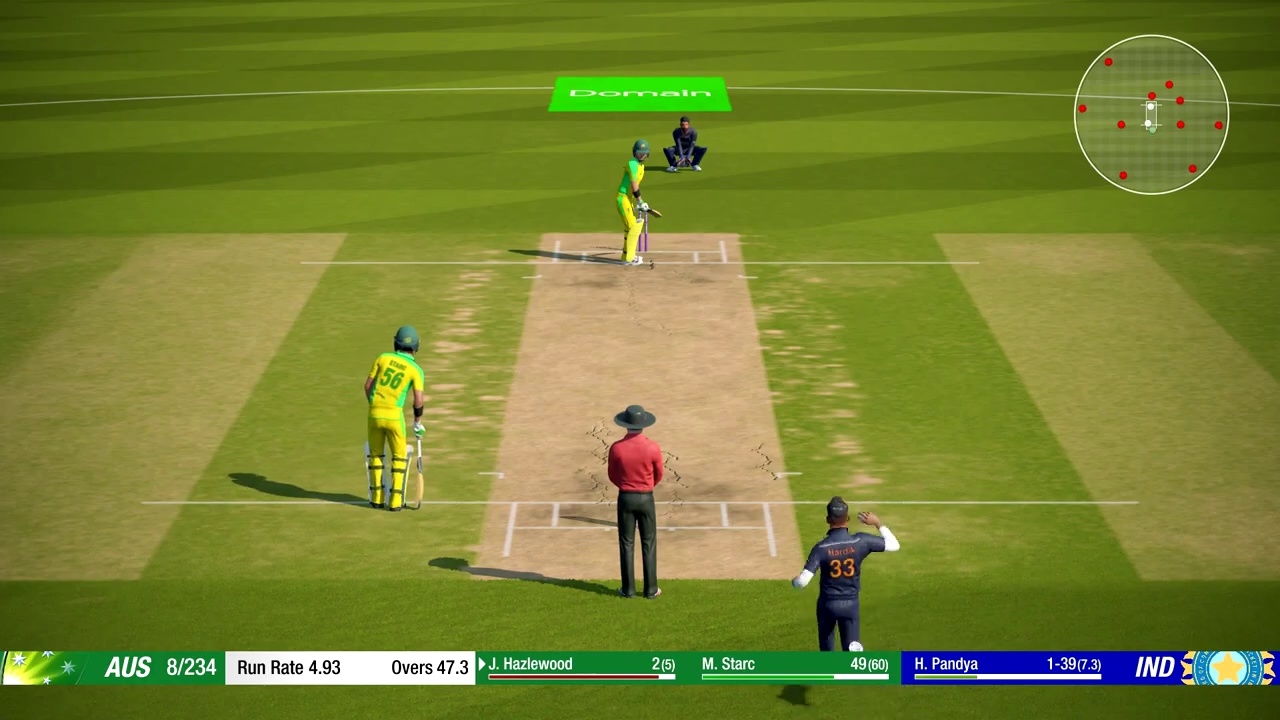 Domain
STARC
56
Hardik
33
AUS 8/234 Run Rate 4.93 Overs 47.3 J. Hazlewood 2(5) M. Starc 49(60) H. Pandya 1-39(7.3) IND